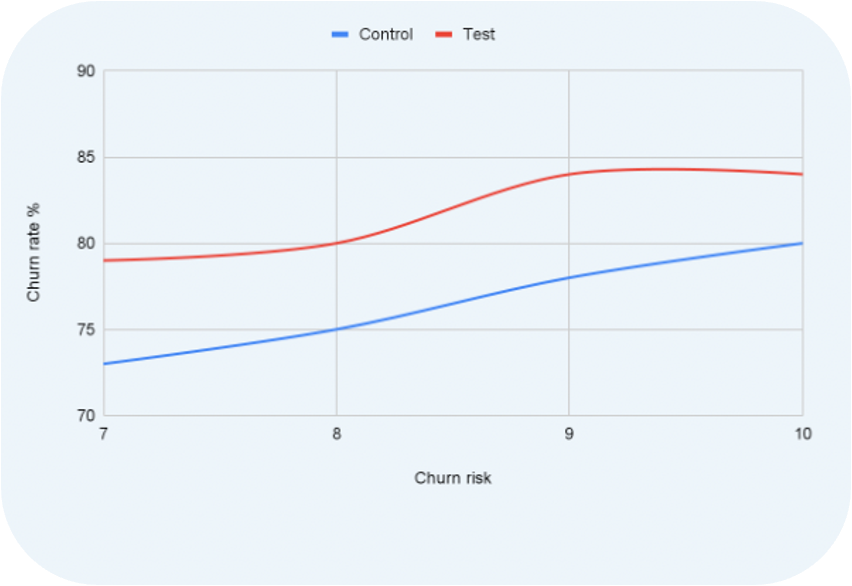 Control Test
90
85
80
75
70
Churn rate %
7 8 9 10
Churn risk